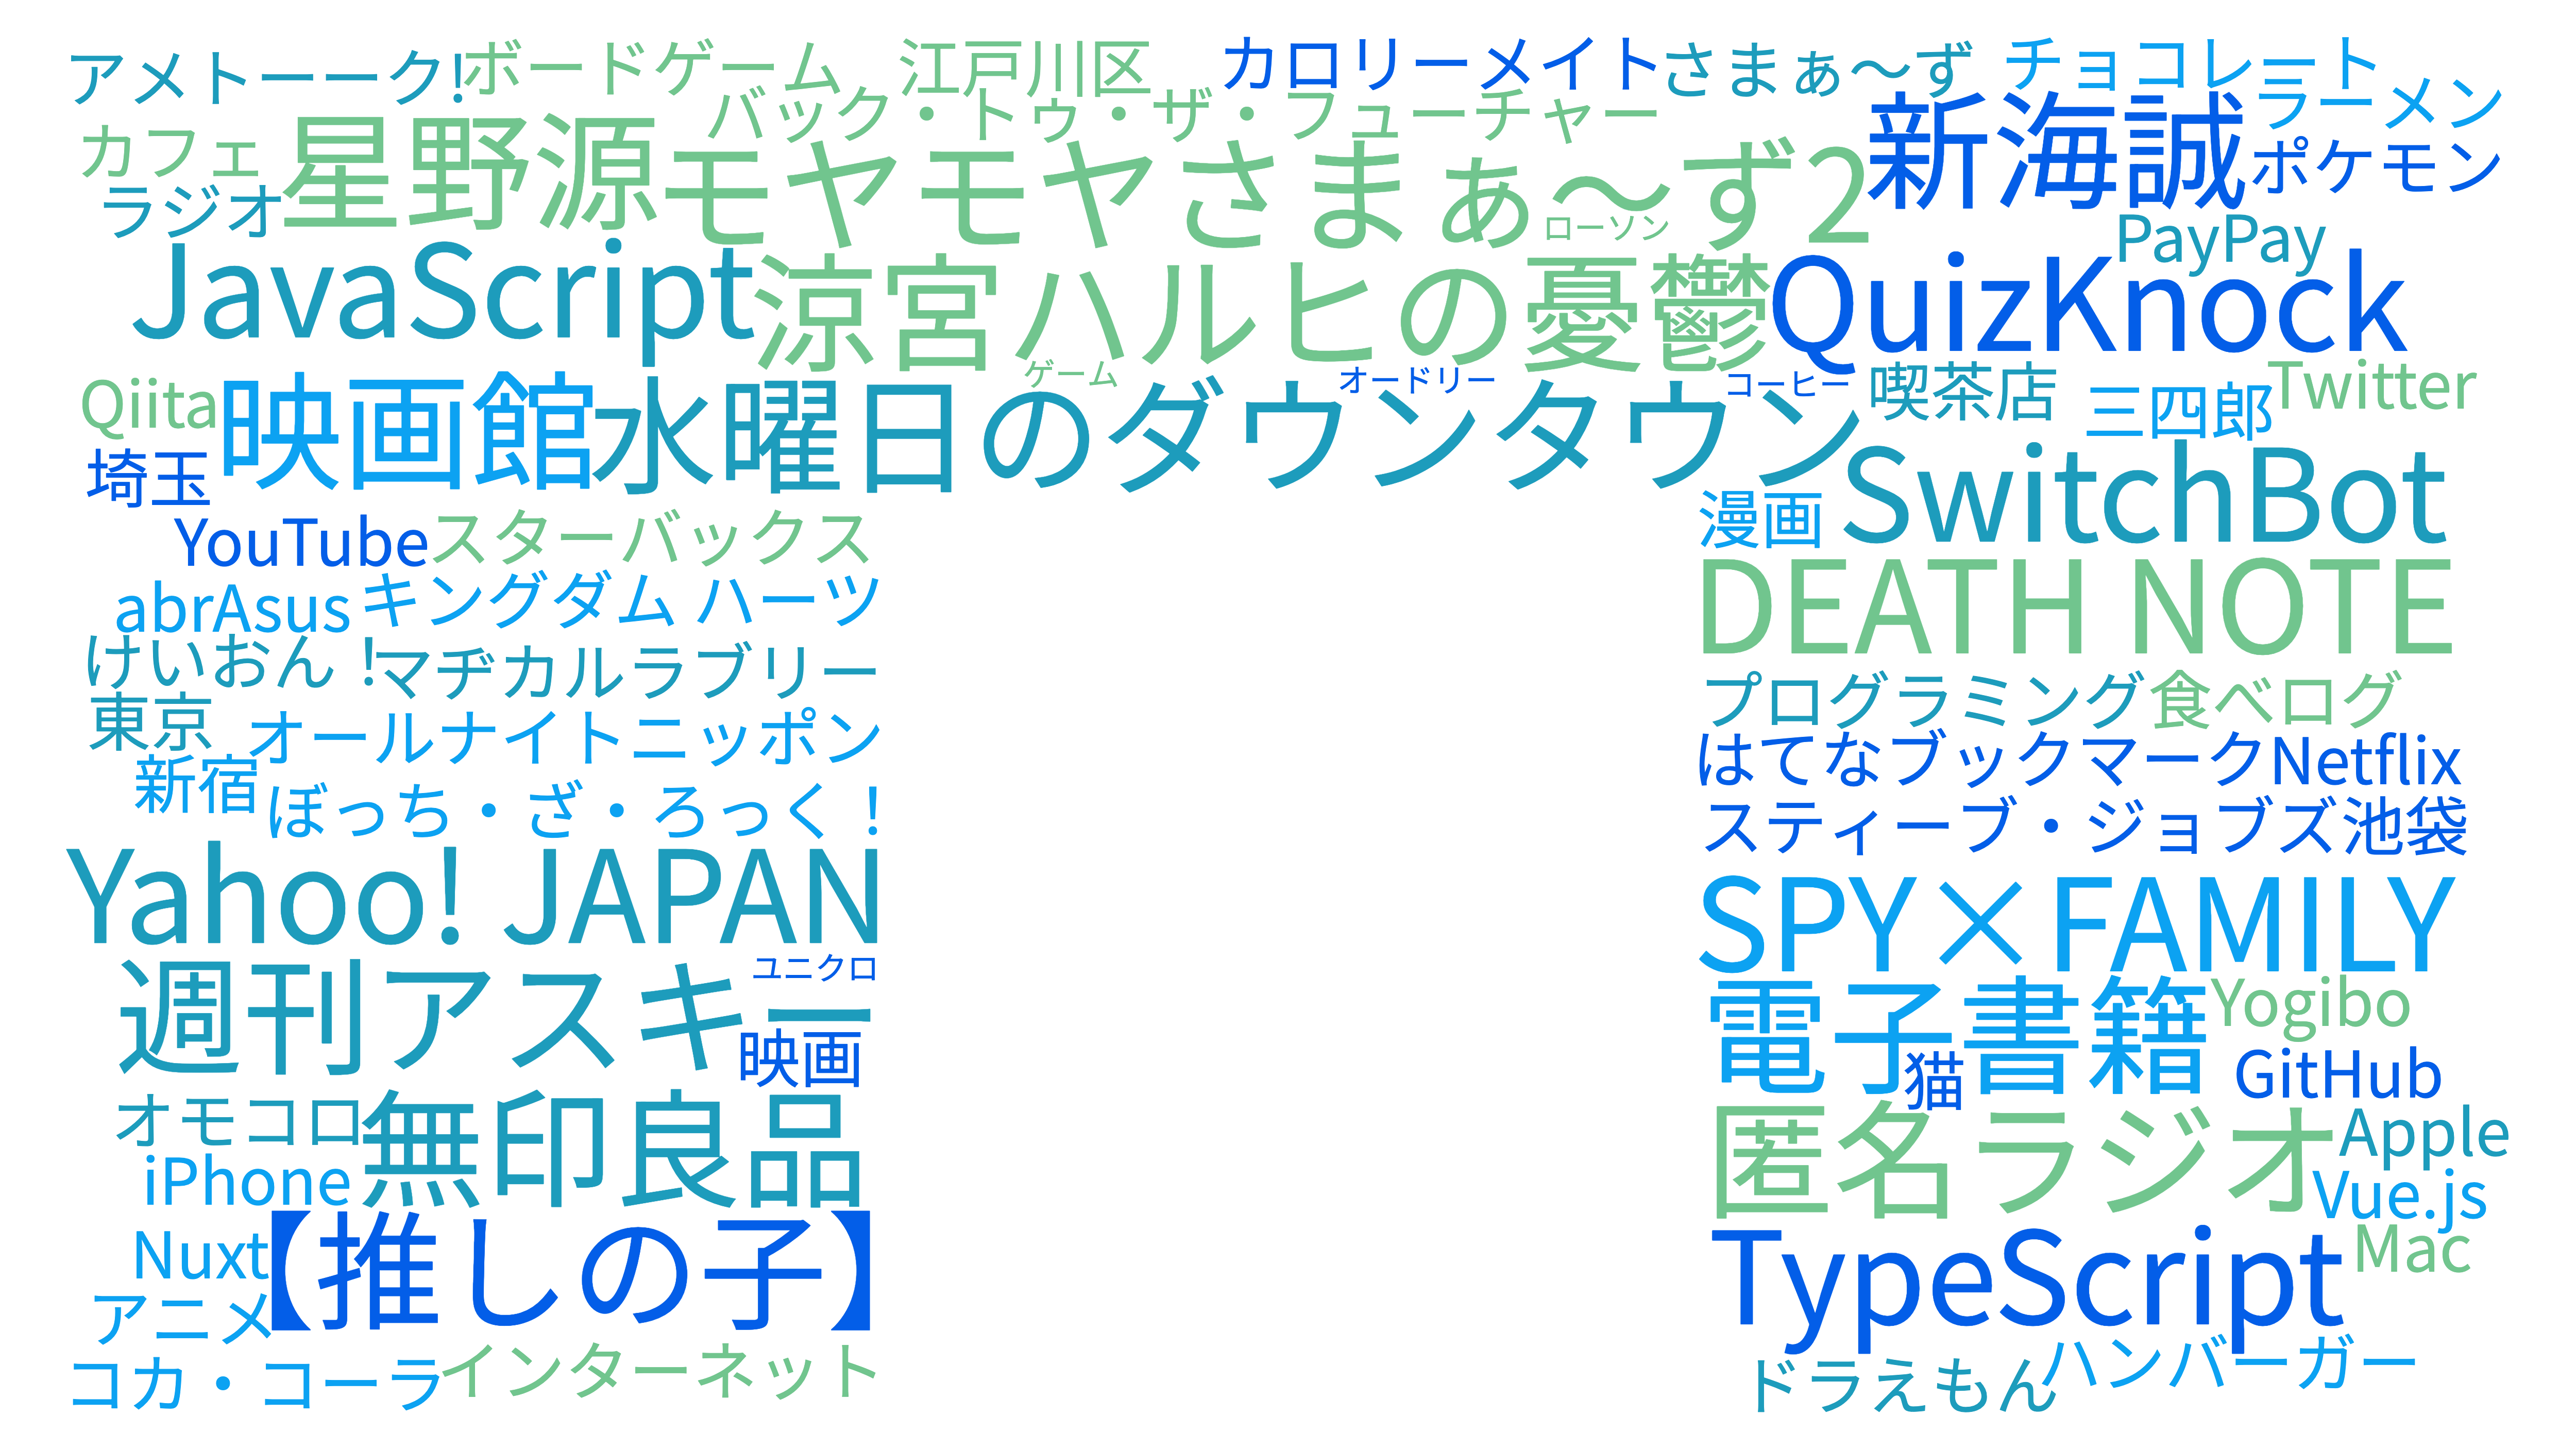 アメトーーク!
ボードゲーム
江戸川区
カロリーメイト
さまぁ～ず
チョコレート
ラーメン
バック・トゥ・ザ・フューチャー
カフェ
星野源
モヤモヤさまぁ～ず2
新海誠
ポケモン
ラジオ
ローソン
PayPay
JavaScript
涼宮ハルヒの憂鬱
QuizKnock
ゲーム
オードリー
コーヒー
喫茶店
三四郎
Twitter
Qiita
映画館
水曜日のダウンタウン
埼玉
漫画
SwitchBot
YouTube
スターバックス
abrAsus
キングダム ハーツ
DEATH NOTE
けいおん！
マヂカルラブリー
東京
オールナイトニッポン
プログラミング
食べログ
新宿
はてなブックマーク
Netflix
ぼっち・ざ・ろっく！
スティーブ・ジョブズ
池袋
Yahoo! JAPAN
SPY×FAMILY
週刊アスキー
ユニクロ
映画
電子書籍
Yogibo
猫
GitHub
オモコロ
無印良品
匿名ラジオ
Apple
iPhone
Vue.js
Nuxt
【推しの子】
TypeScript
Mac
アニメ
コカ・コーラ
インターネット
ドラえもん
ハンバーガー